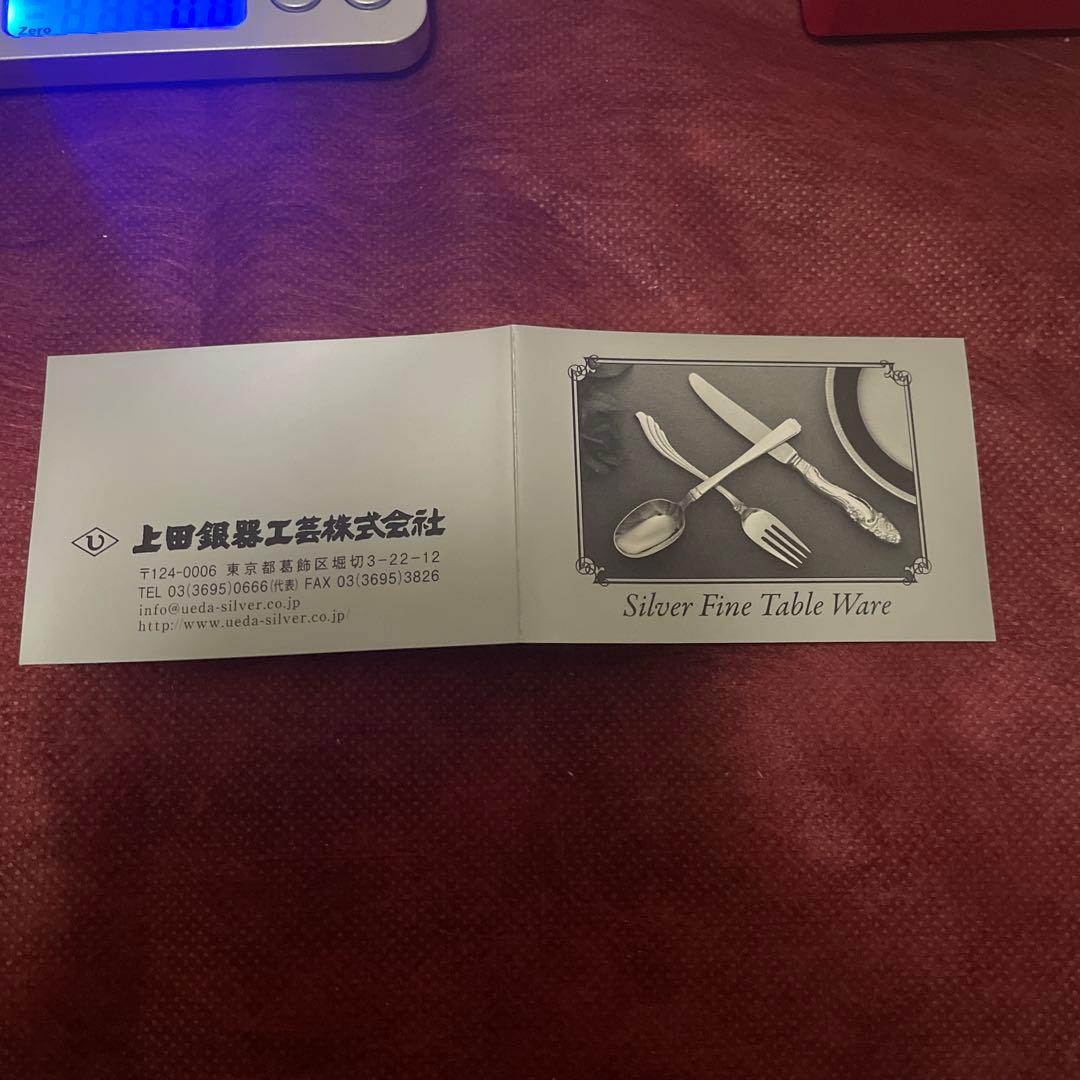 Zero
上田銀器工芸株式会社
〒124-0006 東京都葛飾区堀切3-22-12
TEL 03(3695)0666(代表) FAX 03(3695)3826
info@ueda-silver.co.jp
http://www.ueda-silver.co.jp/
Silver Fine Table Ware